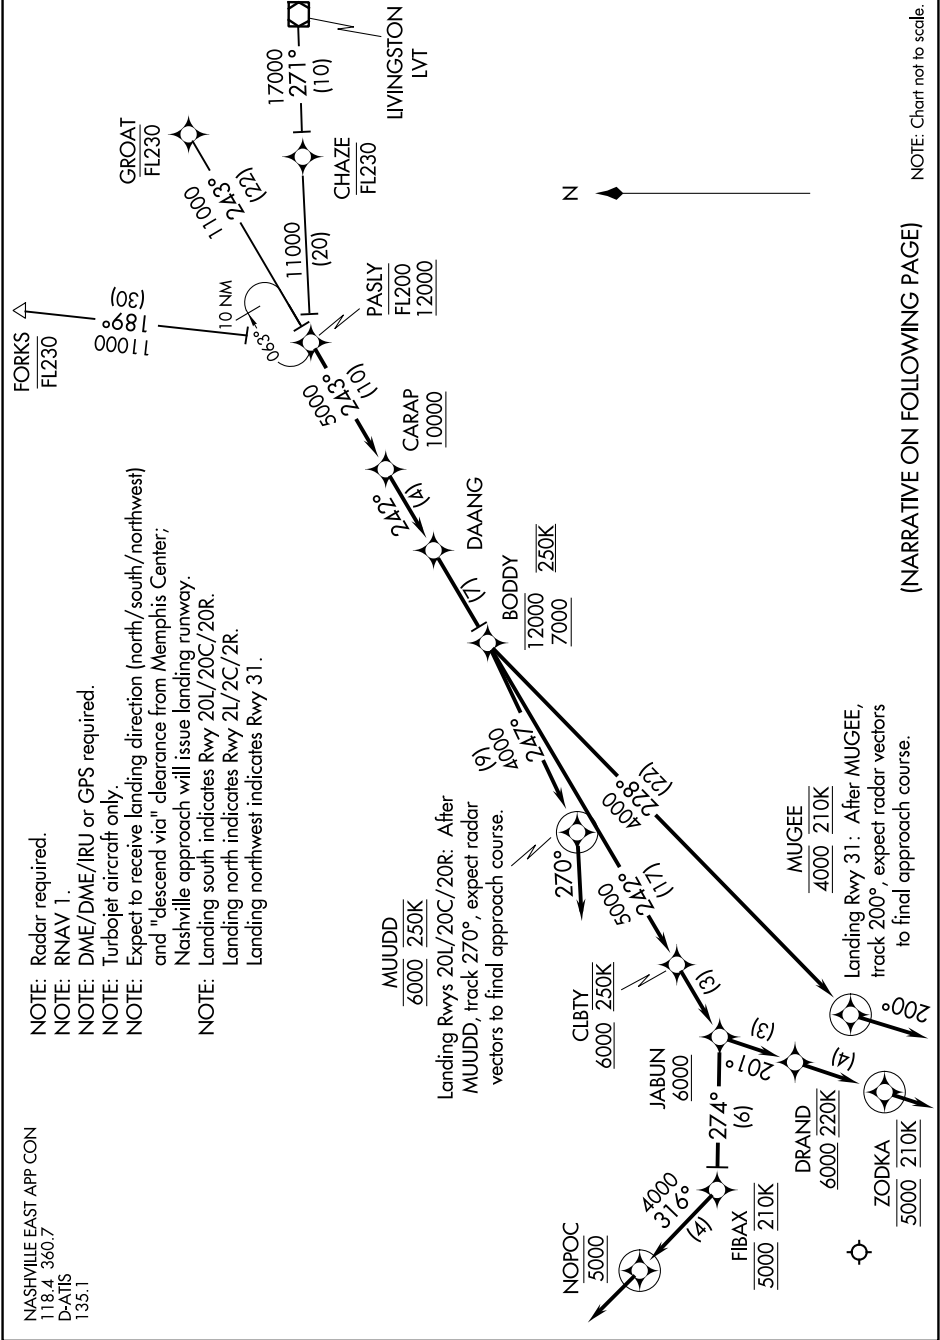 NASHVILLE EAST APP CON
118.4 360.7
D-ATIS
135.1
NOTE: Radar required.
NOTE: RNAV 1.
NOTE: DME/DME/IRU or GPS required.
NOTE: Turbojet aircraft only.
NOTE: Expect to receive landing direction (north/south/northwest)
and "descend via" clearance from Memphis Center;
Nashville approach will issue landing runway.
NOTE: Landing south indicates Rwy 20L/20C/20R.
Landing north indicates Rwy 2L/2C/2R.
Landing northwest indicates Rwy 31.
FORKS
FL230
11000
189°
(30)
GROAT
FL230
11000
243°
(22)
10 NM
063°
17000
271°
(10)
LIVINGSTON
LVT
CHAZE
FL230
11000
(20)
PASLY
FL200
12000
5000
243°
(10)
CARAP
10000
242°
(4)
DAANG
(7)
BODDY
12000 250K
7000
(9)
4000
247°
MUUDD
6000 250K
Landing Rwys 20L/20C/20R: After
MUUDD, track 270°, expect radar
vectors to final approach course.
270°
5000
242°
(17)
4000
228°
(22)
CLBTY
6000 250K
(3)
JABUN
6000
274°
(6)
201°
(3)
DRAND
6000 220K
(4)
ZODKA
5000 210K
FIBAX
5000 210K
4000
316°
(4)
NOPOC
5000
MUGEE
4000 210K
Landing Rwy 31: After MUGEE,
track 200°, expect radar vectors
to final approach course.
200°
N
(NARRATIVE ON FOLLOWING PAGE)
NOTE: Chart not to scale.